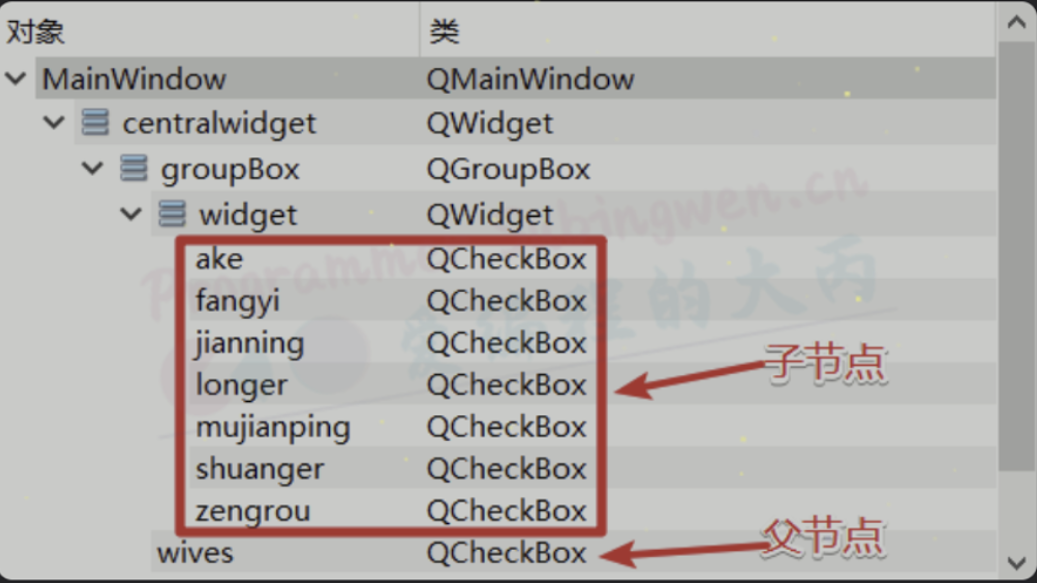 对象 类
MainWindow QMainWindow
centralwidget QWidget
groupBox QGroupBox
widget QWidget
ake QCheckBox
fangyi QCheckBox
jianning QCheckBox
longer QCheckBox
子节点
mujianping QCheckBox
shuanger QCheckBox
zengrou QCheckBox
wives QCheckBox
父节点
爱编程的大丙